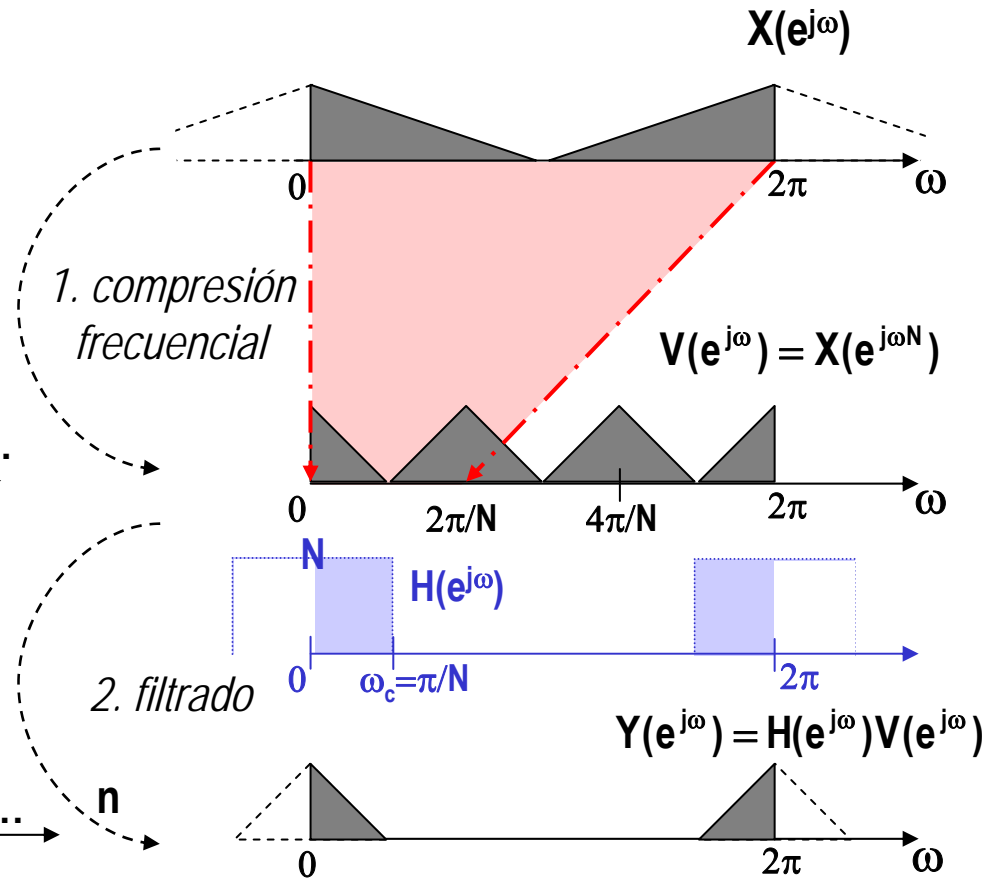 X(e^jω)
0
2π
ω
1. compresión
frecuencial
V(e^jω) = X(e^jωN)
..
0
2π/N
4π/N
2π
ω
N
H(e^jω)
0
ω_c=π/N
2π
2. filtrado
Y(e^jω) = H(e^jω)V(e^jω)
n
..
0
2π
ω